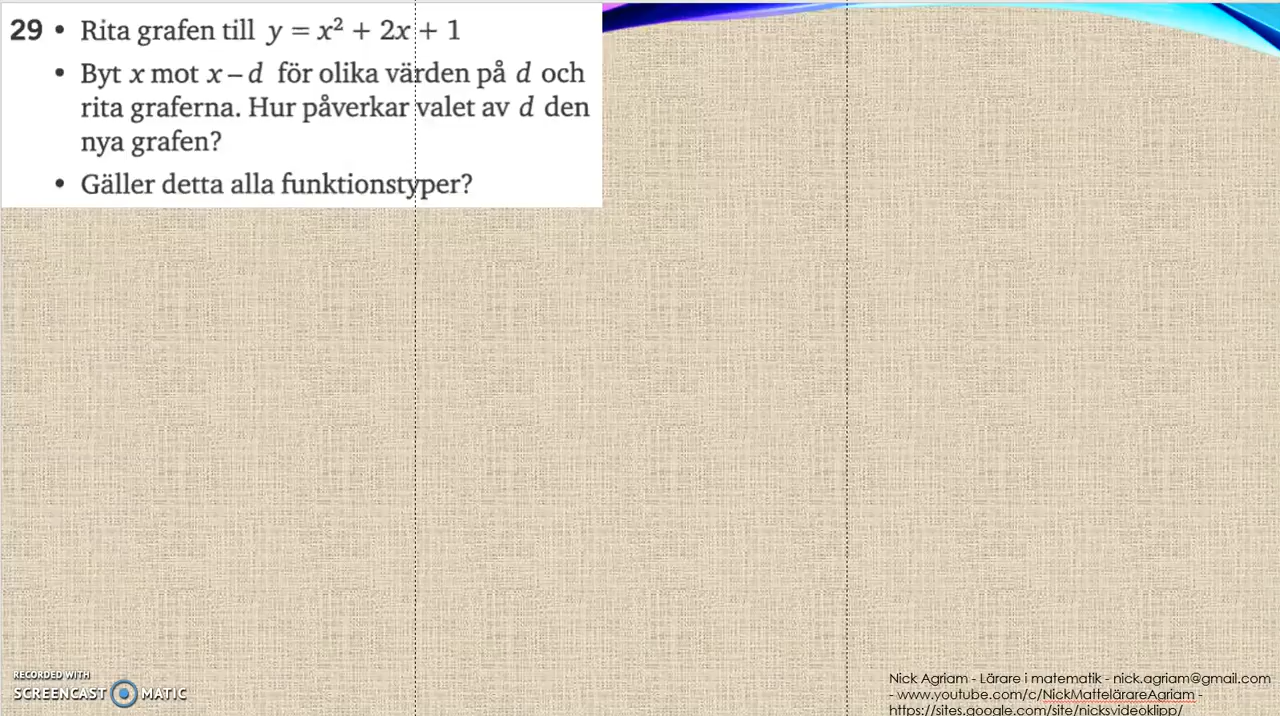 29 • Rita grafen till y = x² + 2x + 1
• Byt x mot x – d för olika värden på d och
rita graferna. Hur påverkar valet av d den
nya grafen?
• Gäller detta alla funktionstyper?
RECORDED WITH
SCREENCAST MATIC
Nick Agriam - Lärare i matematik - nick.agriam@gmail.com
- www.youtube.com/c/NickMattelärareAgriam -
https://sites.google.com/site/nicksvideoklipp/